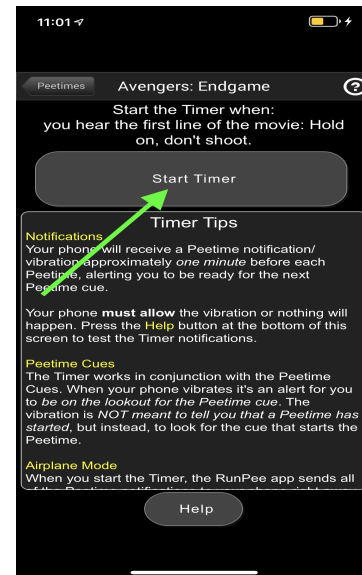 11:01
Peetimes
Avengers: Endgame
?
Start the Timer when:
you hear the first line of the movie: Hold
on, don't shoot.
Start Timer
Timer Tips
Notifications
Your phone will receive a Peetime notification/
vibration approximately one minute before each
Peetime, alerting you to be ready for the next
Peetime cue.
Your phone must allow the vibration or nothing will
happen. Press the Help button at the bottom of this
screen to test the Timer notifications.
Peetime Cues
The Timer works in conjunction with the Peetime
Cues. When your phone vibrates it's an alert for you
to be on the lookout for the Peetime cue. The
vibration is NOT meant to tell you that a Peetime has
started, but instead, to look for the cue that starts the
Peetime.
Airplane Mode
When you start the Timer, the RunPee app sends all
Help